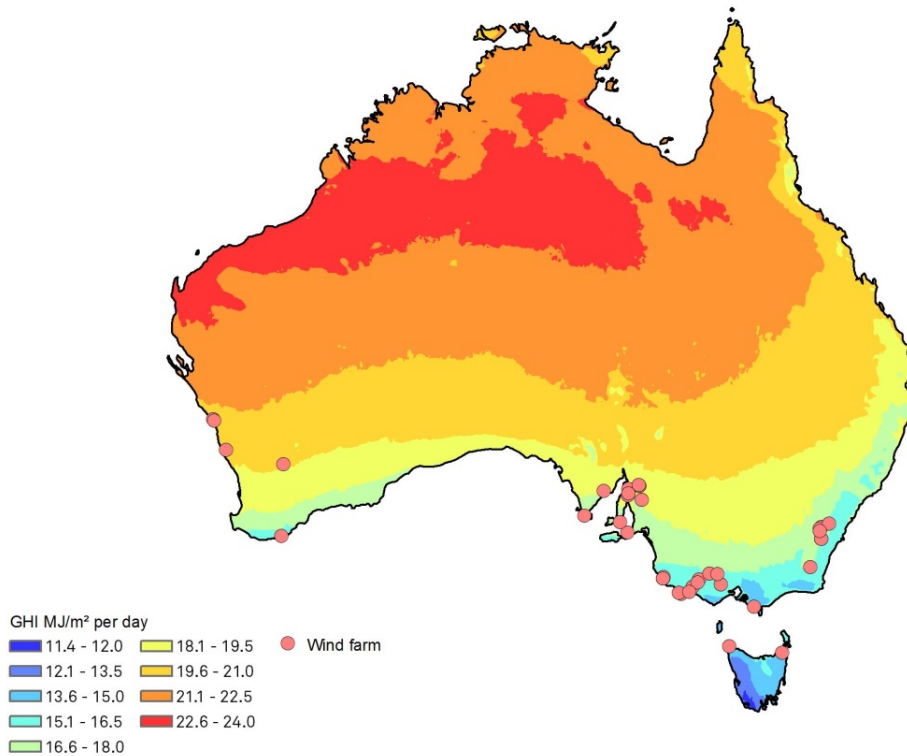 GHI MJ/m² per day
11.4 - 12.0
12.1 - 13.5
13.6 - 15.0
15.1 - 16.5
16.6 - 18.0
18.1 - 19.5
19.6 - 21.0
21.1 - 22.5
22.6 - 24.0
Wind farm